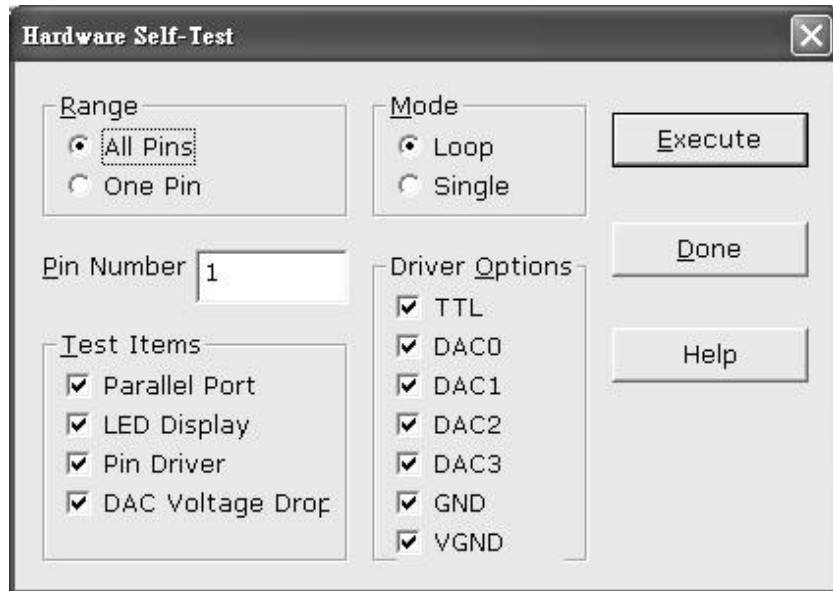 Hardware Self-Test
Range
All Pins
One Pin
Mode
Loop
Single
Execute
Pin Number 1
Done
Driver Options
TTL
DAC0
DAC1
DAC2
DAC3
GND
VGND
Test Items
Parallel Port
LED Display
Pin Driver
DAC Voltage Drop
Help